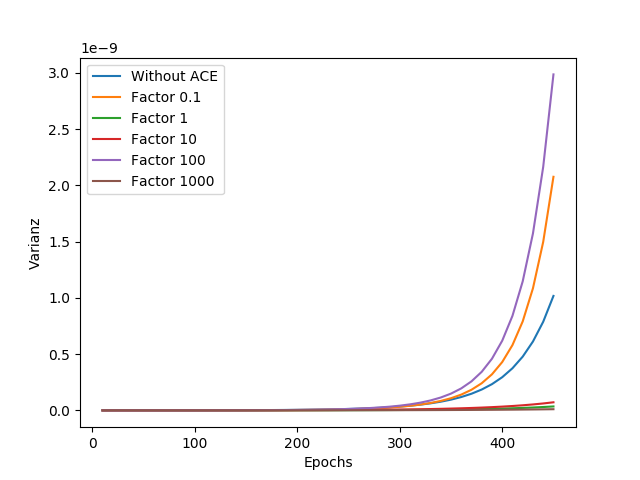 1e−9
3.0
2.5
2.0
1.5
1.0
0.5
0.0
Varianz
Without ACE
Factor 0.1
Factor 1
Factor 10
Factor 100
Factor 1000
0 100 200 300 400
Epochs